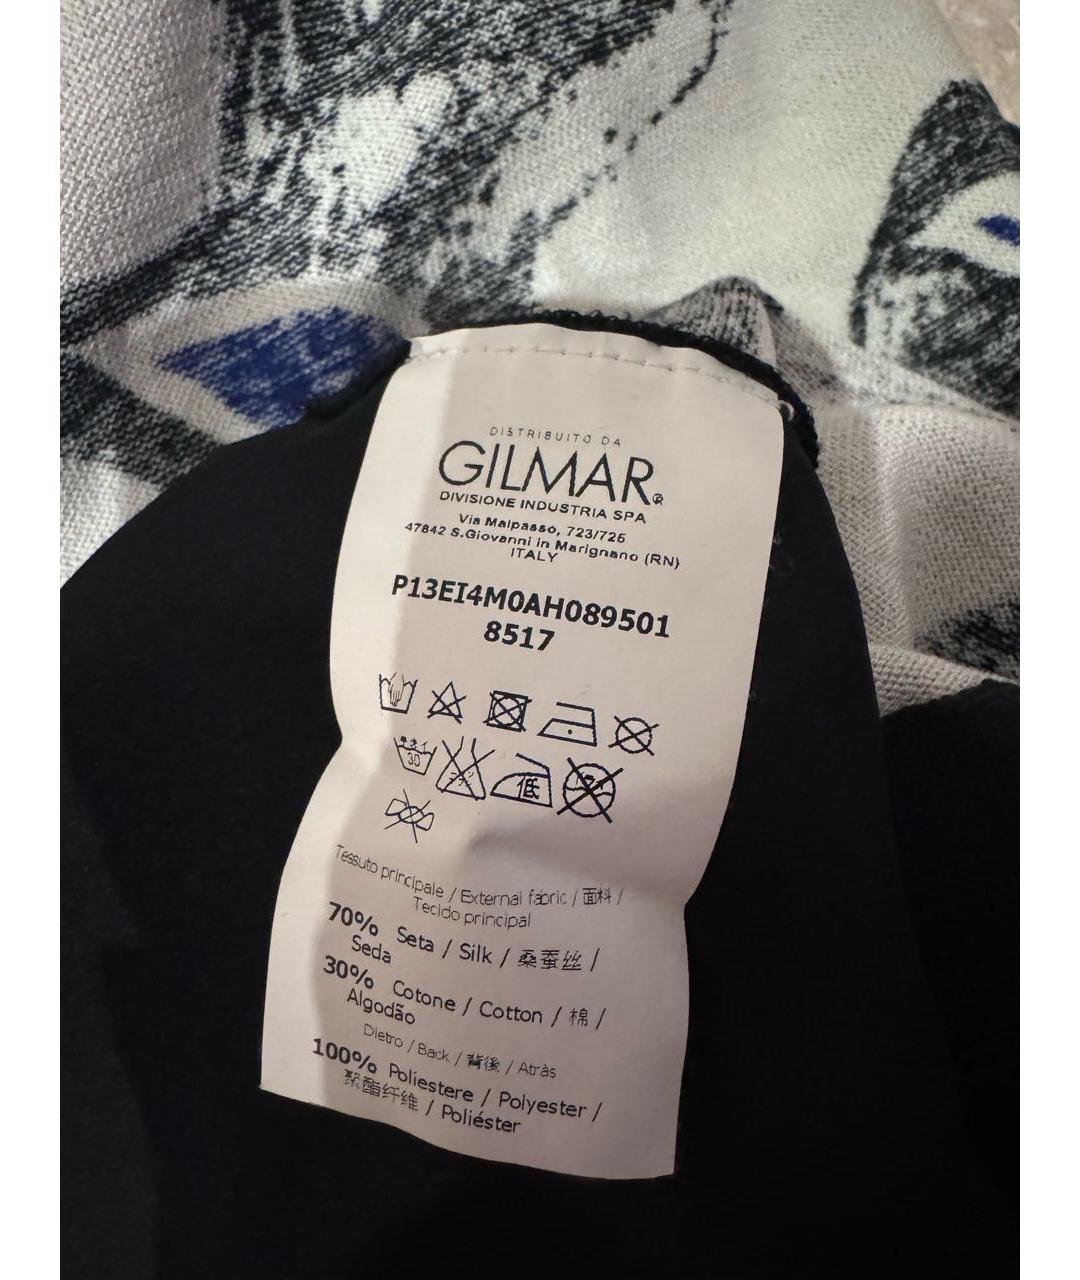 DISTRIBUITO DA
GILMAR®
DIVISIONE INDUSTRIA SPA
Via Malpasso, 723/725
47842 S.Giovanni in Marignano (RN)
ITALY
P13EI4M0AH089501
8517
30
低
Tessuto principale / External fabric / 面料 /
Tecido principal
70% Seta / Silk / 桑蚕丝 /
Seda
30% Cotone / Cotton / 棉 /
Algodão
Dietro / Back / 背後 / Atrás
100% Poliestere / Polyester /
聚酯纤维 / Poliéster